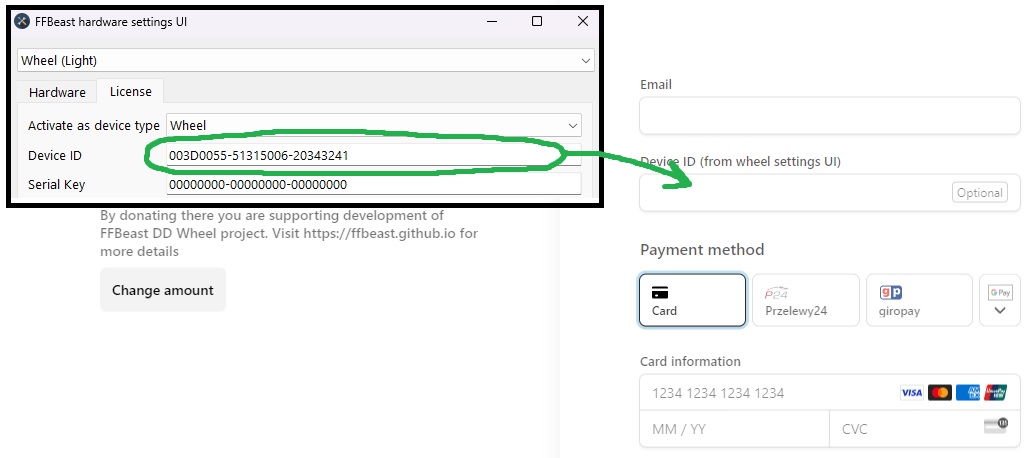 FFBeast hardware settings UI
Wheel (Light)
Hardware
License
Activate as device type
Wheel
Device ID
003D0055-51315006-20343241
Serial Key
00000000-00000000-00000000
By donating there you are supporting development of
FFBeast DD Wheel project. Visit https://ffbeast.github.io for
more details
Change amount
Email
Device ID (from wheel settings UI)
Optional
Payment method
Card
P24
Przelewy24
gp
giropay
G Pay
Card information
1234 1234 1234 1234
VISA
MM / YY
CVC